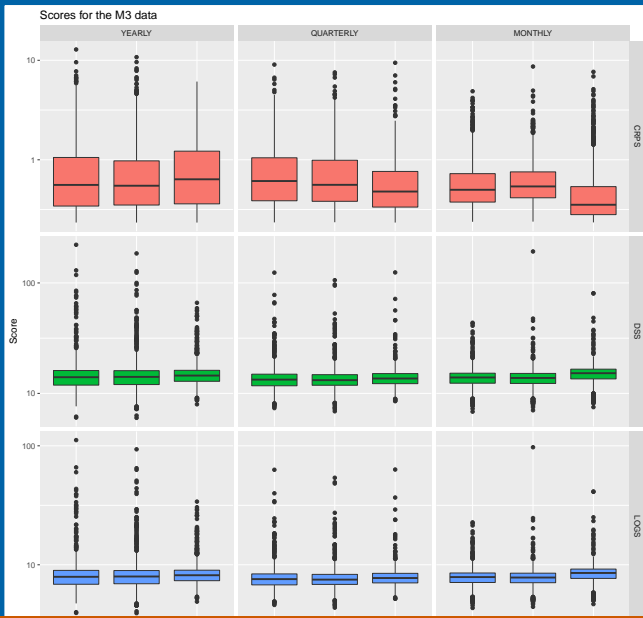 Scores for the M3 data
YEARLY QUARTERLY MONTHLY
10
1
CRPS
100
10
DSS
100
10
LOGS
Score